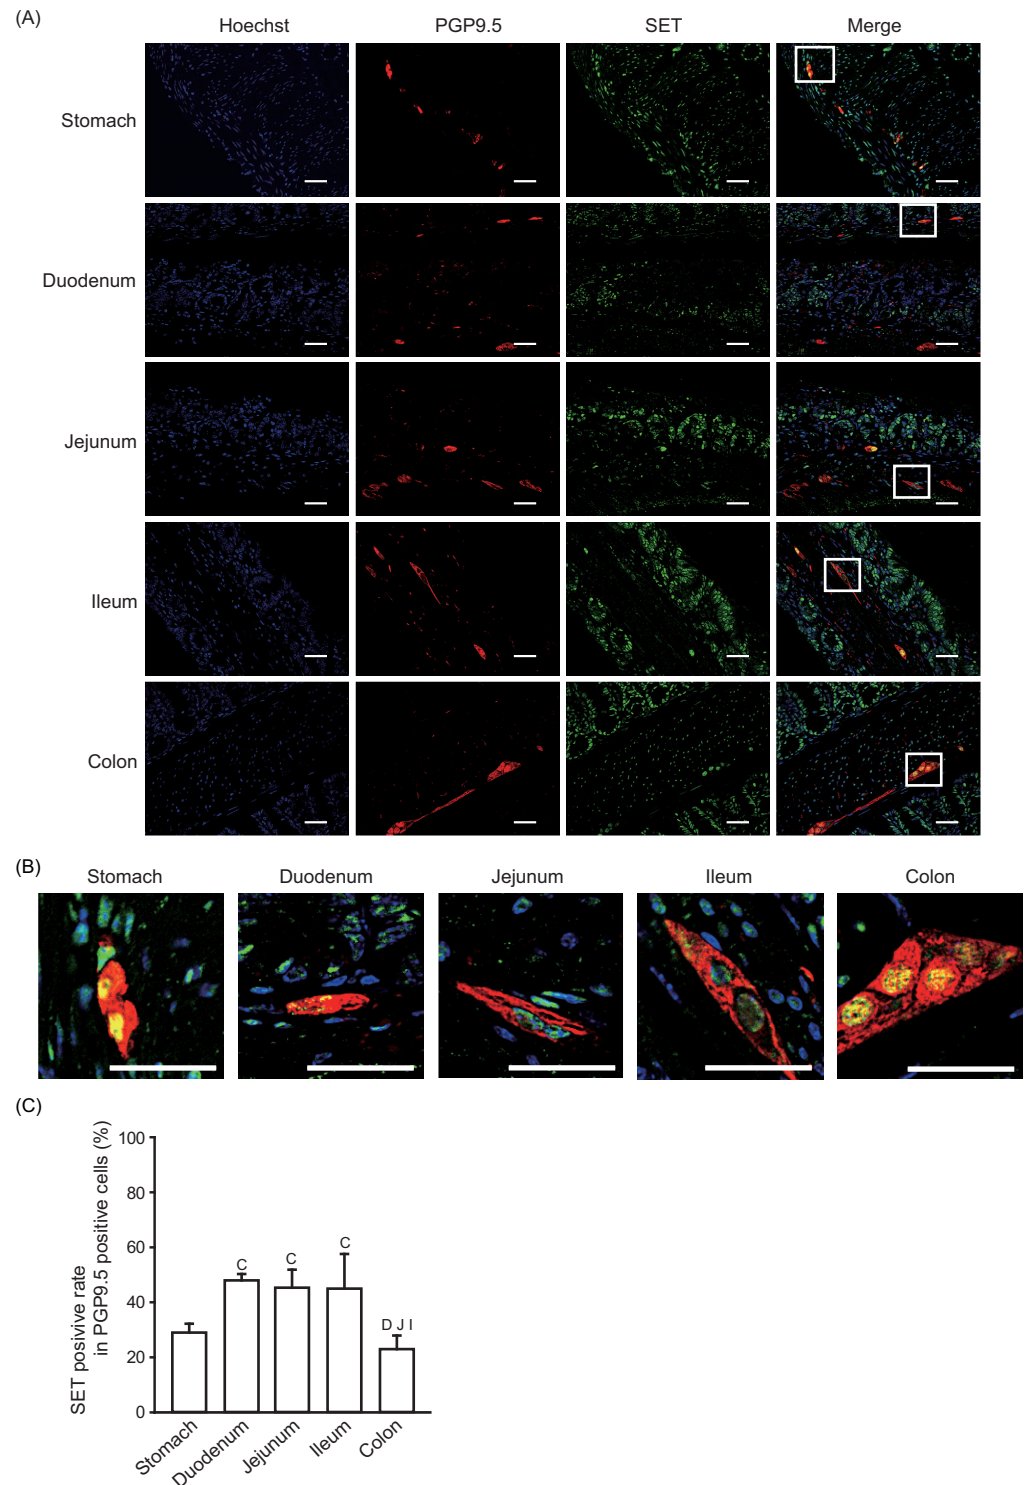 (A)
Hoechst PGP9.5 SET Merge
Stomach
Duodenum
Jejunum
Ileum
Colon
(B)
Stomach Duodenum Jejunum Ileum Colon
(C)
SET posivive rate
in PGP9.5 positive cells (%)
100
80
60
40
20
0
C
C
C
D J I
Stomach
Duodenum
Jejunum
Ileum
Colon